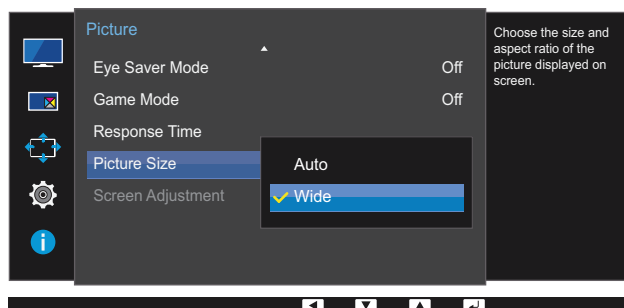 Picture
Eye Saver Mode Off
Game Mode Off
Response Time
Picture Size
Screen Adjustment
Auto
Wide
Choose the size and
aspect ratio of the
picture displayed on
screen.